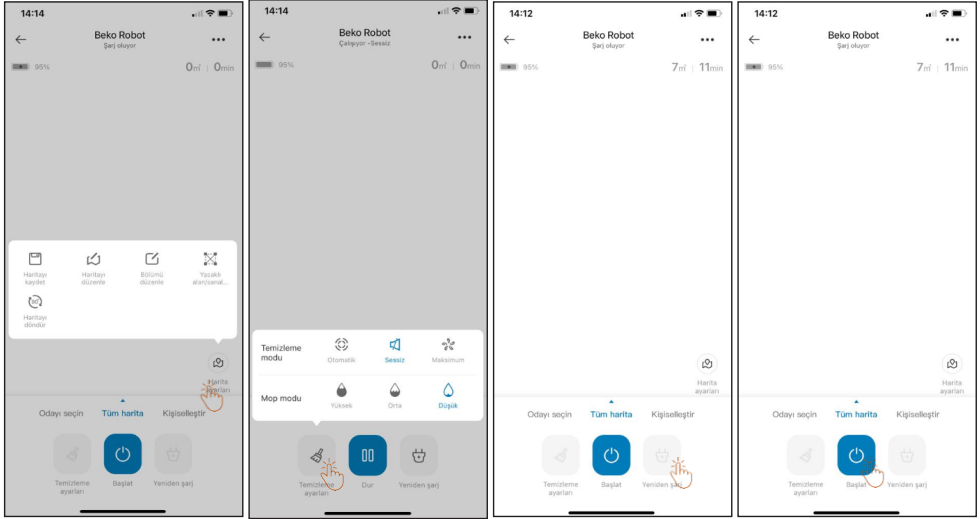 14:14
Beko Robot
Şarj oluyor
95%
0㎡ | 0min
Haritayı kaydet
Haritayı düzenle
Bölümü düzenle
Yasaklı alan/sanal...
90°
Haritayı döndür
Harita ayarları
Odayı seçin Tüm harita Kişiselleştir
Temizleme ayarları
Başlat
Yeniden şarj
14:14
Beko Robot
Çalışıyor -Sessiz
95%
0㎡ | 0min
Temizleme modu
Otomatik
Sessiz
Maksimum
Mop modu
Yüksek
Orta
Düşük
Temizleme ayarları
Dur
Yeniden şarj
14:12
Beko Robot
Şarj oluyor
95%
7㎡ | 11min
Harita ayarları
Odayı seçin Tüm harita Kişiselleştir
Temizleme ayarları
Başlat
Yeniden şarj
14:12
Beko Robot
Şarj oluyor
95%
7㎡ | 11min
Harita ayarları
Odayı seçin Tüm harita Kişiselleştir
Temizleme ayarları
Başlat
Yeniden şarj